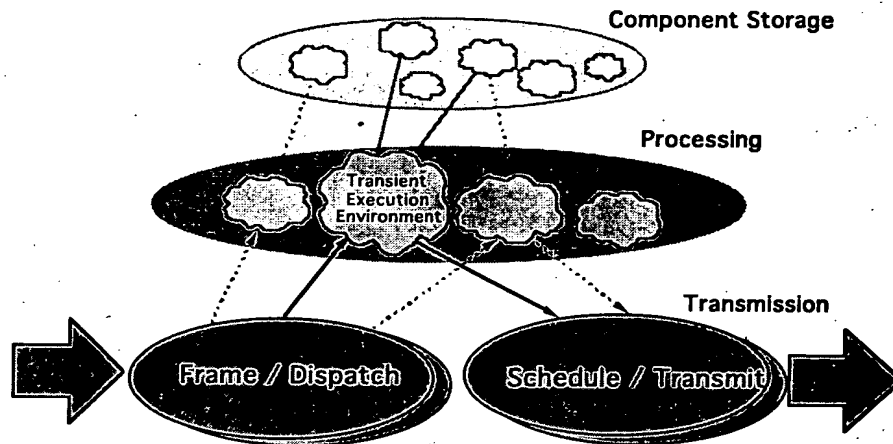 Component Storage
Processing
Transient
Execution
Environment
Transmission
Frame / Dispatch
Schedule / Transmit